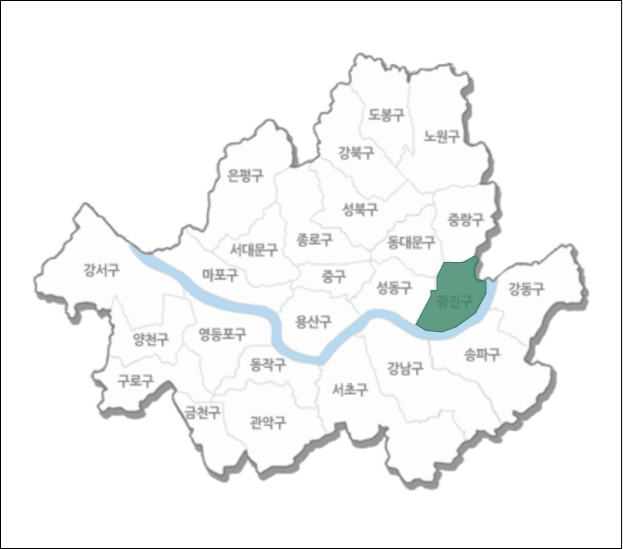 도봉구
노원구
강북구
은평구
성북구
중랑구
서대문구
종로구
동대문구
강서구
마포구
중구
성동구
광진구
강동구
양천구
영등포구
용산구
송파구
동작구
강남구
구로구
서초구
금천구
관악구